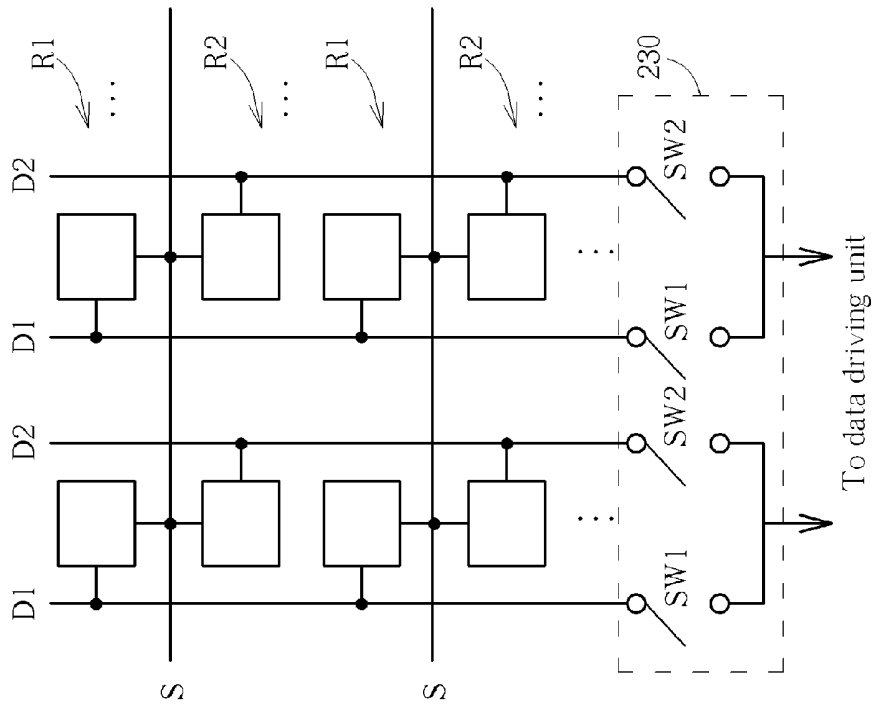 R1
...
R2
...
R1
...
R2
...
D1
D2
D1
D2
S
S
...
...
230
SW1
SW2
SW1
SW2
To data driving unit